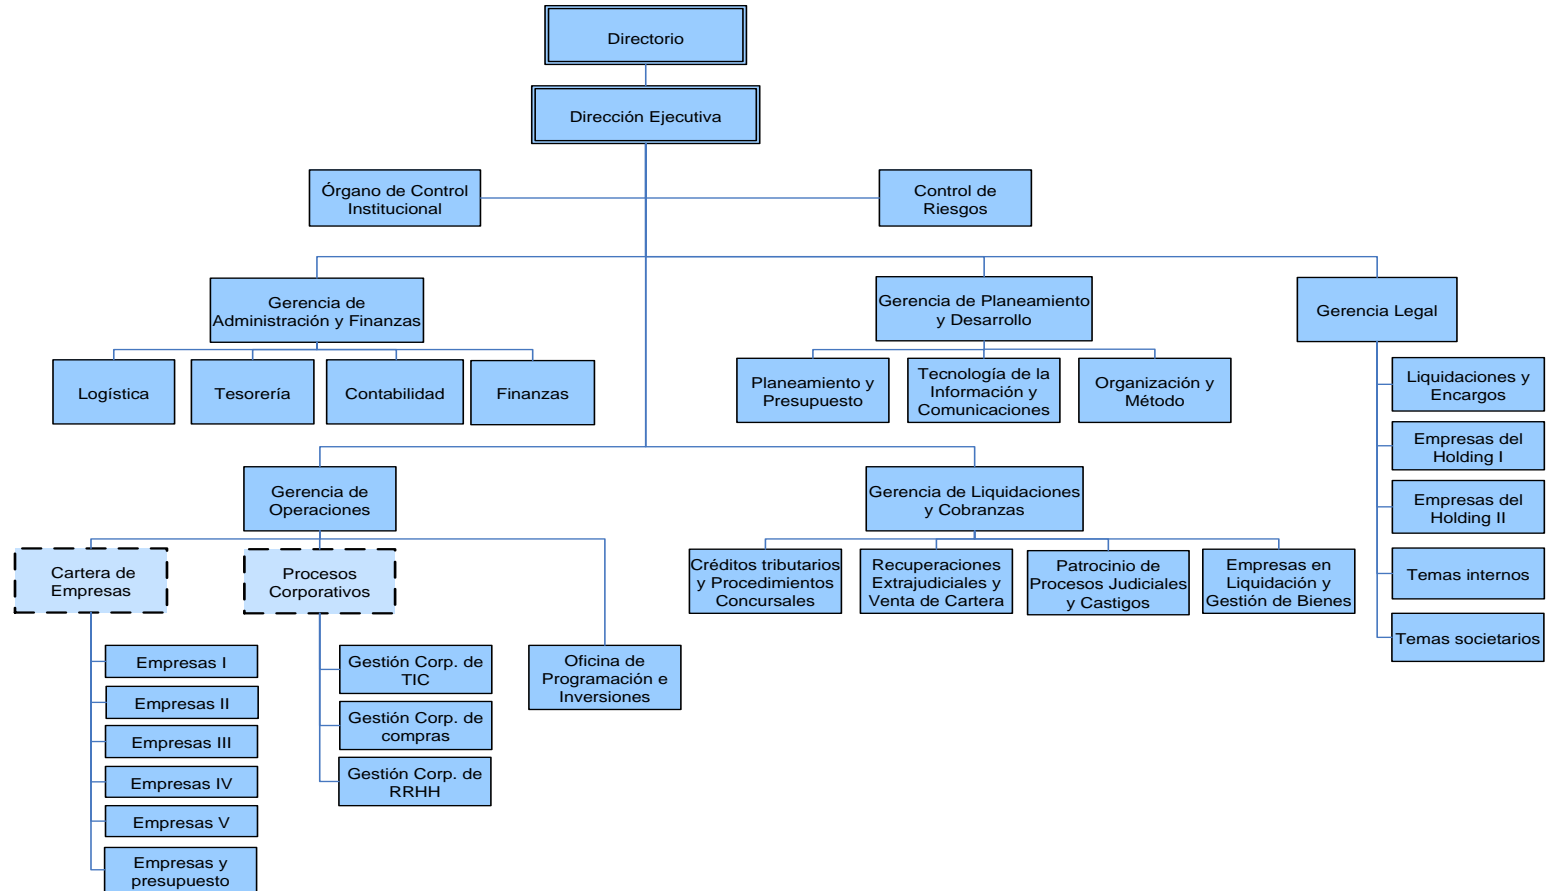 Directorio
Dirección Ejecutiva
Órgano de Control
Institucional
Control de
Riesgos
Gerencia de
Administración y Finanzas
Gerencia de Planeamiento
y Desarrollo
Gerencia Legal
Logística
Tesorería
Contabilidad
Finanzas
Planeamiento y
Presupuesto
Tecnología de la
Información y
Comunicaciones
Organización y
Método
Liquidaciones y
Encargos
Empresas del
Holding I
Empresas del
Holding II
Temas internos
Temas societarios
Gerencia de
Operaciones
Gerencia de Liquidaciones
y Cobranzas
Cartera de
Empresas
Procesos
Corporativos
Créditos tributarios
y Procedimientos
Concursales
Recuperaciones
Extrajudiciales y
Venta de Cartera
Patrocinio de
Procesos Judiciales
y Castigos
Empresas en
Liquidación y
Gestión de Bienes
Empresas I
Empresas II
Empresas III
Empresas IV
Empresas V
Empresas y
presupuesto
Gestión Corp. de
TIC
Gestión Corp. de
compras
Gestión Corp. de
RRHH
Oficina de
Programación e
Inversiones